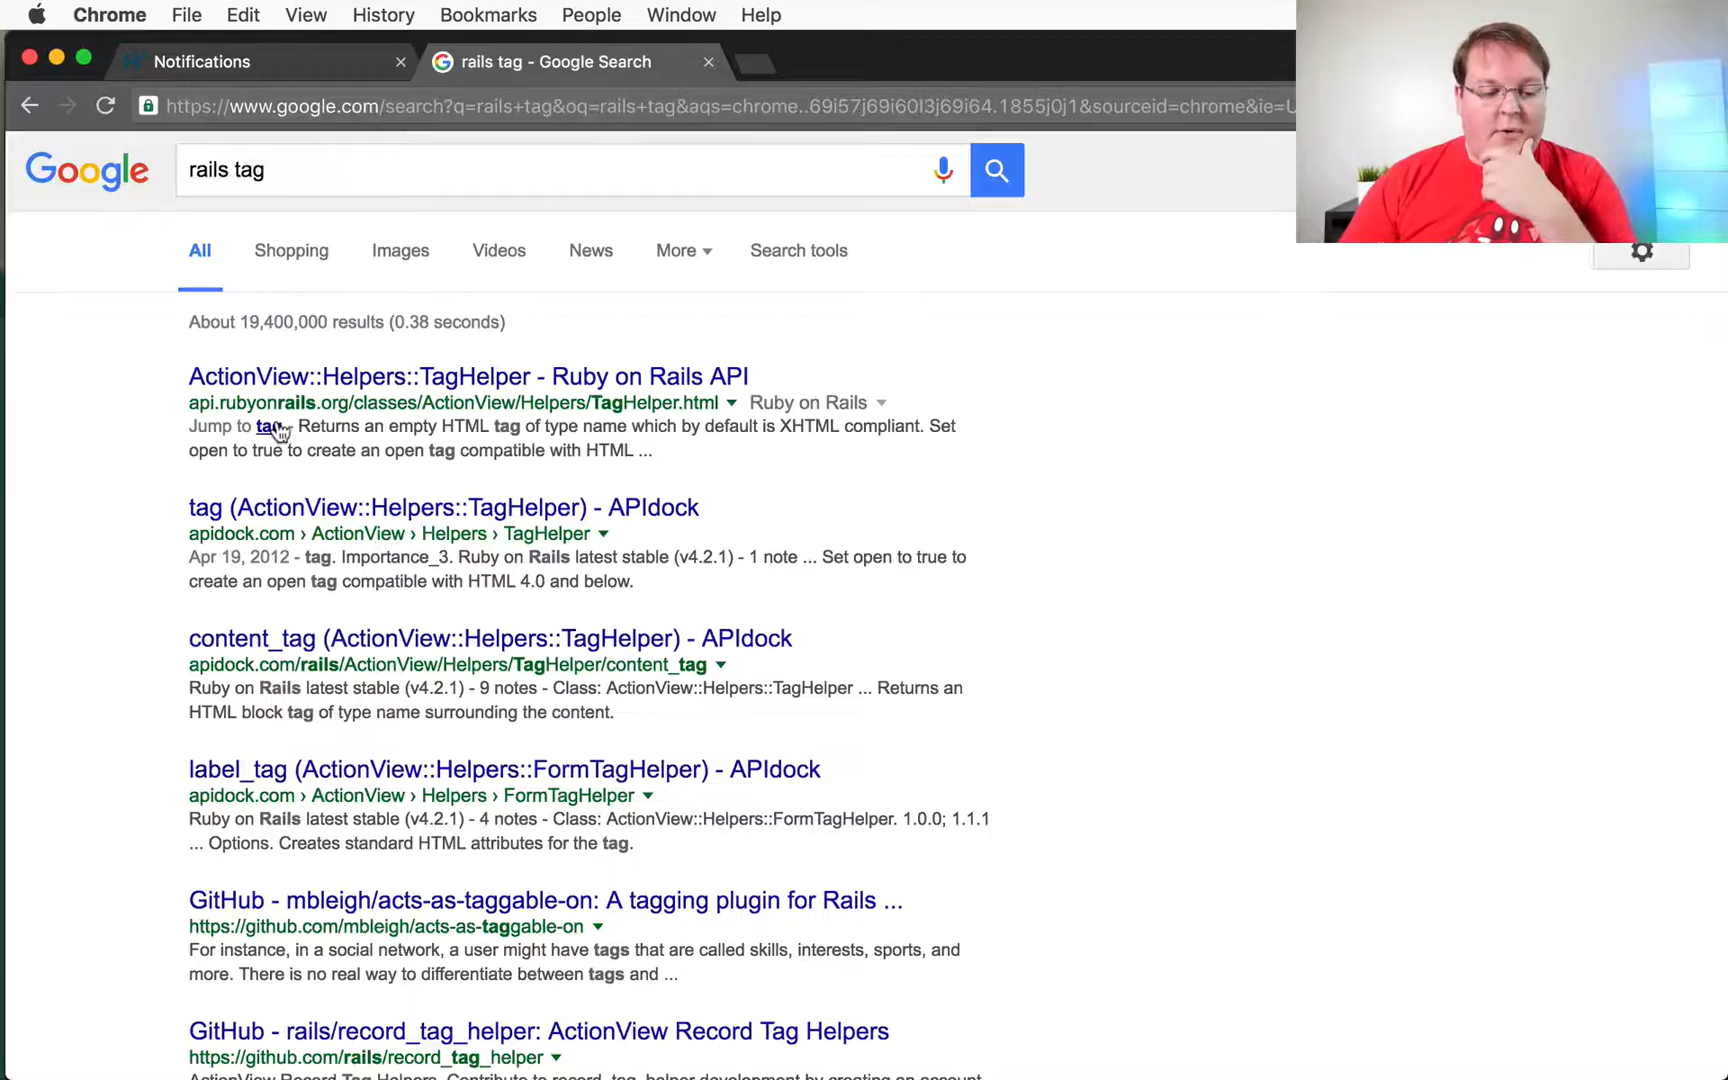 Chrome File Edit View History Bookmarks People Window Help
Notifications
rails tag - Google Search
https://www.google.com/search?q=rails+tag&oq=rails+tag&aqs=chrome..69i57j69i60l3j69i64.1855j0j1&sourceid=chrome&ie=U
Google
rails tag
All Shopping Images Videos News More Search tools
About 19,400,000 results (0.38 seconds)
ActionView::Helpers::TagHelper - Ruby on Rails API
api.rubyonrails.org/classes/ActionView/Helpers/TagHelper.html Ruby on Rails
Jump to tag - Returns an empty HTML tag of type name which by default is XHTML compliant. Set
open to true to create an open tag compatible with HTML ...
tag (ActionView::Helpers::TagHelper) - APIdock
apidock.com › ActionView › Helpers › TagHelper
Apr 19, 2012 - tag. Importance_3. Ruby on Rails latest stable (v4.2.1) - 1 note ... Set open to true to
create an open tag compatible with HTML 4.0 and below.
content_tag (ActionView::Helpers::TagHelper) - APIdock
apidock.com/rails/ActionView/Helpers/TagHelper/content_tag
Ruby on Rails latest stable (v4.2.1) - 9 notes - Class: ActionView::Helpers::TagHelper ... Returns an
HTML block tag of type name surrounding the content.
label_tag (ActionView::Helpers::FormTagHelper) - APIdock
apidock.com › ActionView › Helpers › FormTagHelper
Ruby on Rails latest stable (v4.2.1) - 4 notes - Class: ActionView::Helpers::FormTagHelper. 1.0.0; 1.1.1
... Options. Creates standard HTML attributes for the tag.
GitHub - mbleigh/acts-as-taggable-on: A tagging plugin for Rails ...
https://github.com/mbleigh/acts-as-taggable-on
For instance, in a social network, a user might have tags that are called skills, interests, sports, and
more. There is no real way to differentiate between tags and ...
GitHub - rails/record_tag_helper: ActionView Record Tag Helpers
https://github.com/rails/record_tag_helper
ActionView Record Tag Helpers. Contribute to record_tag_helper development by creating an account